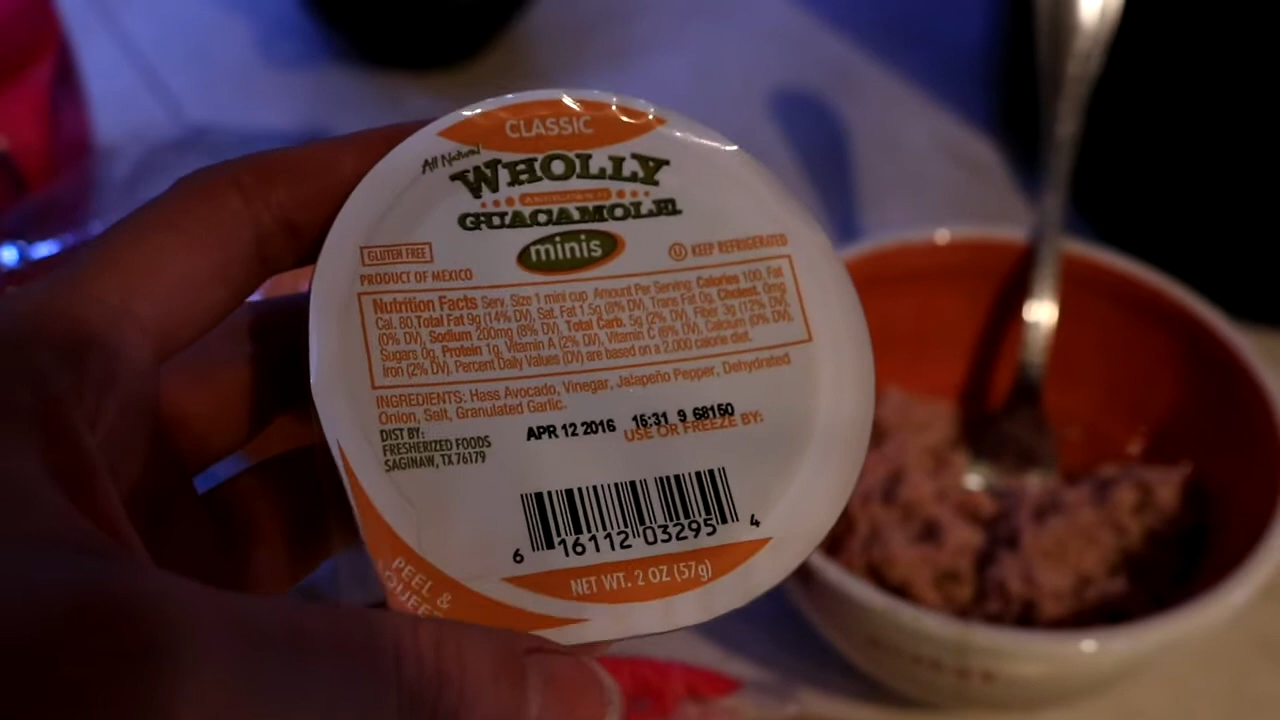 CLASSIC
All Natural
WHOLLY
GUACAMOLE
minis
GLUTEN FREE
U KEEP REFRIGERATED
PRODUCT OF MEXICO
Nutrition Facts Serv. Size 1 mini cup Amount Per Serving: Calories 100, Fat
Cal. 80, Total Fat 9g (14% DV), Sat. Fat 1.5g (8% DV), Trans Fat 0g, Cholest. 0mg
(0% DV), Sodium 200mg (8% DV), Total Carb. 5g (2% DV), Fiber 3g (12% DV),
Sugars 0g, Protein 1g, Vitamin A (2% DV), Vitamin C (6% DV), Calcium (0% DV),
Iron (2% DV). Percent Daily Values (DV) are based on a 2,000 calorie diet.
INGREDIENTS: Hass Avocado, Vinegar, Jalapeño Pepper, Dehydrated
Onion, Salt, Granulated Garlic.
DIST BY:
FRESHERIZED FOODS
SAGINAW, TX 76179
APR 12 2016 15:31 9 68150
USE OR FREEZE BY:
6 16112 03295 4
NET WT. 2 OZ (57g)
PEEL &